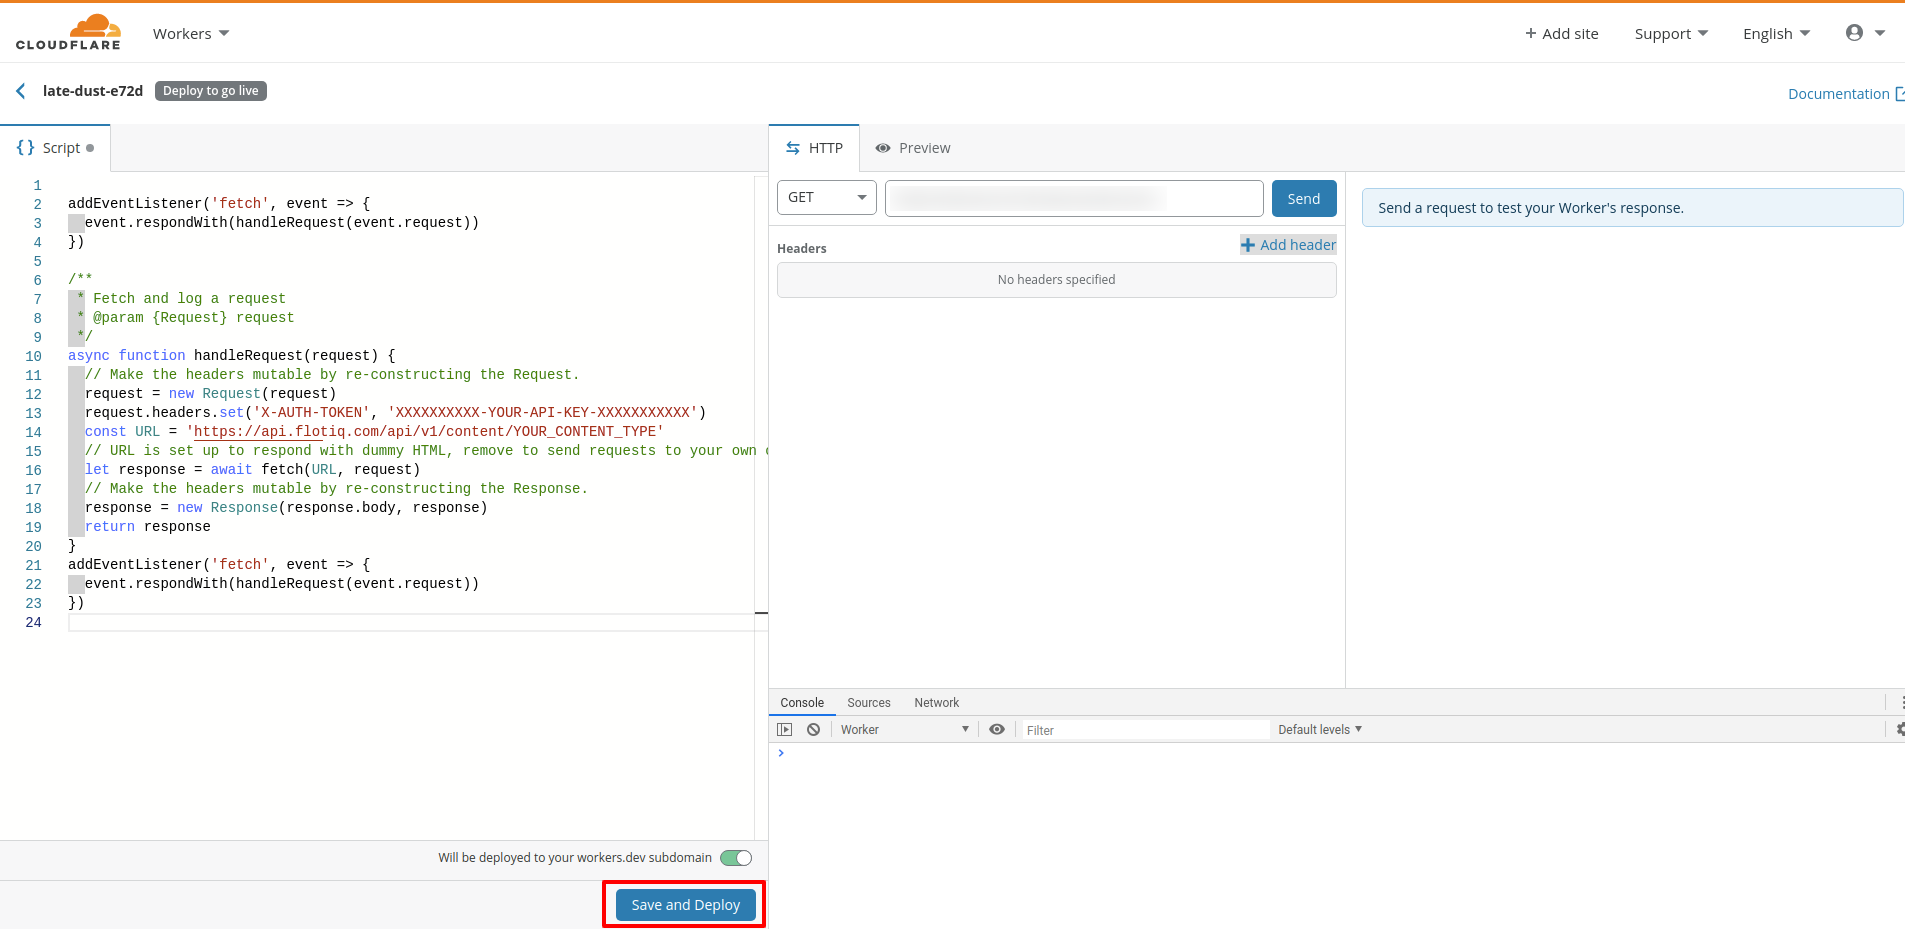 CLOUDFLARE Workers + Add site Support English
late-dust-e72d Deploy to go live Documentation
{} Script HTTP Preview
1
2 addEventListener('fetch', event => {
3 event.respondWith(handleRequest(event.request))
4 })
5
6 /**
7 * Fetch and log a request
8 * @param {Request} request
9 */
10 async function handleRequest(request) {
11 // Make the headers mutable by re-constructing the Request.
12 request = new Request(request)
13 request.headers.set('X-AUTH-TOKEN', 'XXXXXXXXXX-YOUR-API-KEY-XXXXXXXXXXX')
14 const URL = 'https://api.flotiq.com/api/v1/content/YOUR_CONTENT_TYPE'
15 // URL is set up to respond with dummy HTML, remove to send requests to your own
16 let response = await fetch(URL, request)
17 // Make the headers mutable by re-constructing the Response.
18 response = new Response(response.body, response)
19 return response
20 }
21 addEventListener('fetch', event => {
22 event.respondWith(handleRequest(event.request))
23 })
24
Will be deployed to your workers.dev subdomain
Save and Deploy
GET Send
Headers + Add header
No headers specified
Send a request to test your Worker's response.
Console Sources Network
Worker Filter Default levels